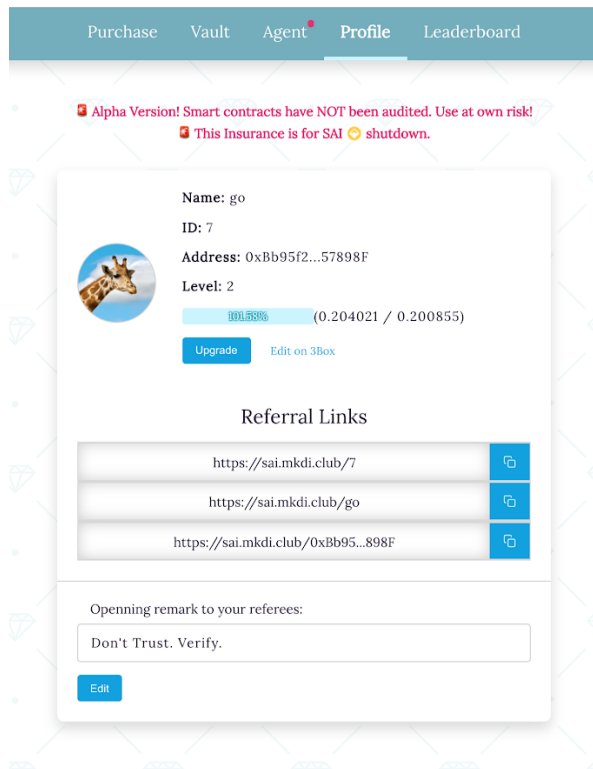 Purchase Vault Agent Profile Leaderboard
🚨 Alpha Version! Smart contracts have NOT been audited. Use at own risk!
🚨 This Insurance is for SAI 😷 shutdown.
Name: go
ID: 7
Address: 0xBb95f2...57898F
Level: 2
101.58% (0.204021 / 0.200855)
Upgrade Edit on 3Box
Referral Links
https://sai.mkdi.club/7
https://sai.mkdi.club/go
https://sai.mkdi.club/0xBb95...898F
Openning remark to your referees:
Don't Trust. Verify.
Edit